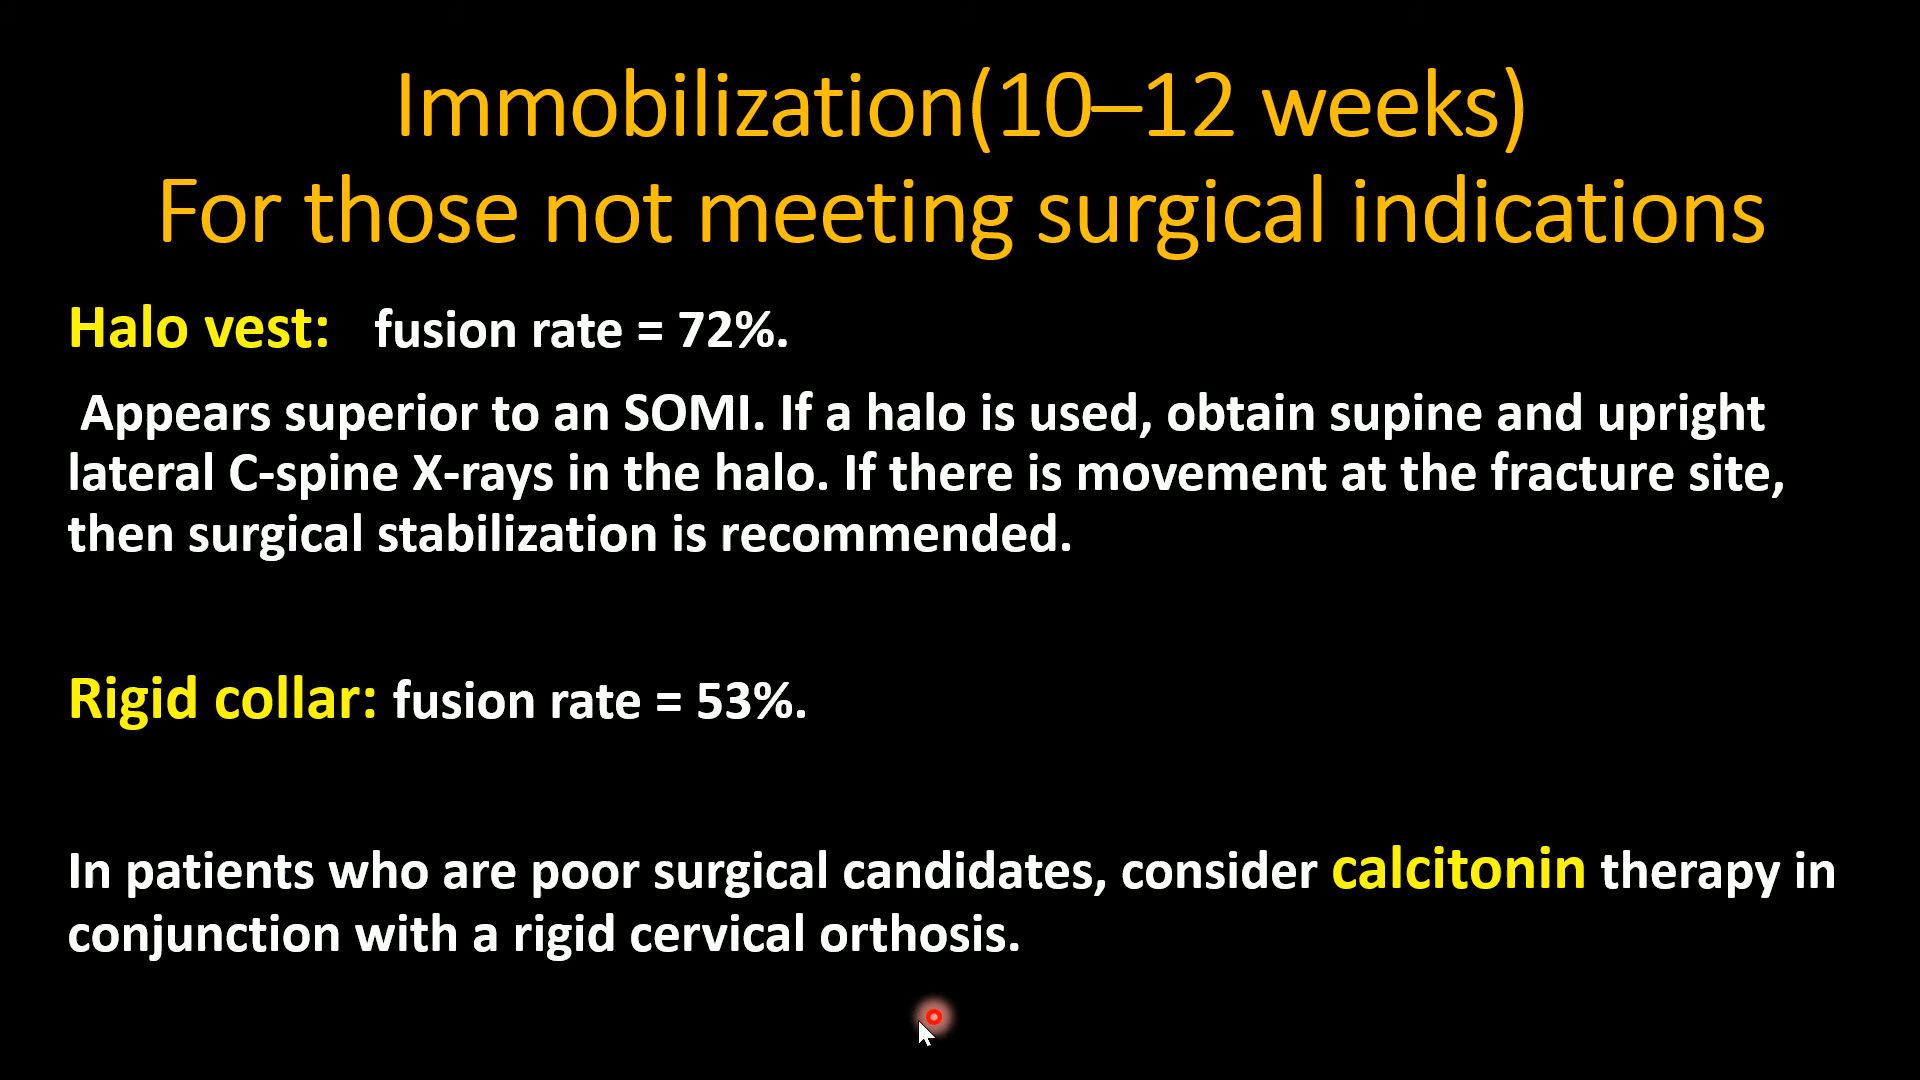 Immobilization(10–12 weeks)
For those not meeting surgical indications
Halo vest: fusion rate = 72%.
Appears superior to an SOMI. If a halo is used, obtain supine and upright
lateral C-spine X-rays in the halo. If there is movement at the fracture site,
then surgical stabilization is recommended.
Rigid collar: fusion rate = 53%.
In patients who are poor surgical candidates, consider calcitonin therapy in
conjunction with a rigid cervical orthosis.